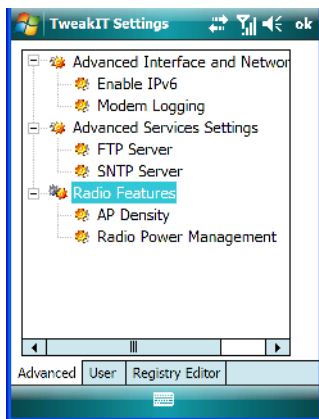 TweakIT Settings ok
Advanced Interface and Networ
Enable IPv6
Modem Logging
Advanced Services Settings
FTP Server
SNTP Server
Radio Features
AP Density
Radio Power Management
Advanced User Registry Editor